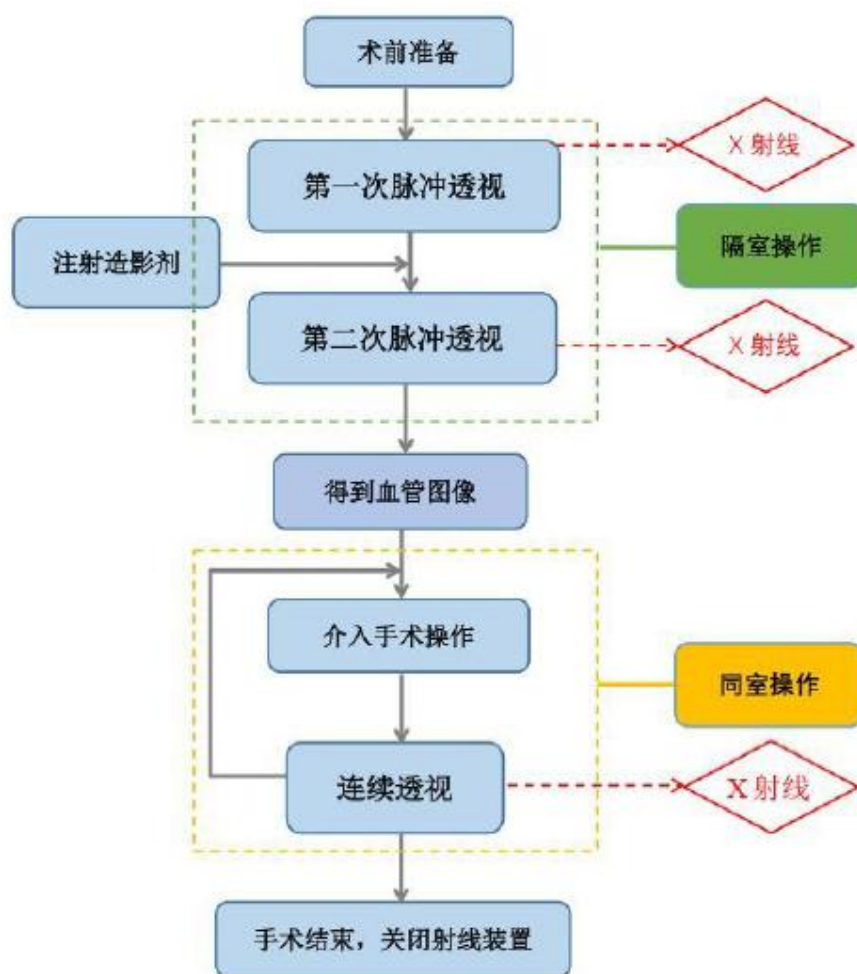 术前准备
第一次脉冲透视
X射线
注射造影剂
隔室操作
第二次脉冲透视
X射线
得到血管图像
介入手术操作
同室操作
连续透视
X射线
手术结束，关闭射线装置